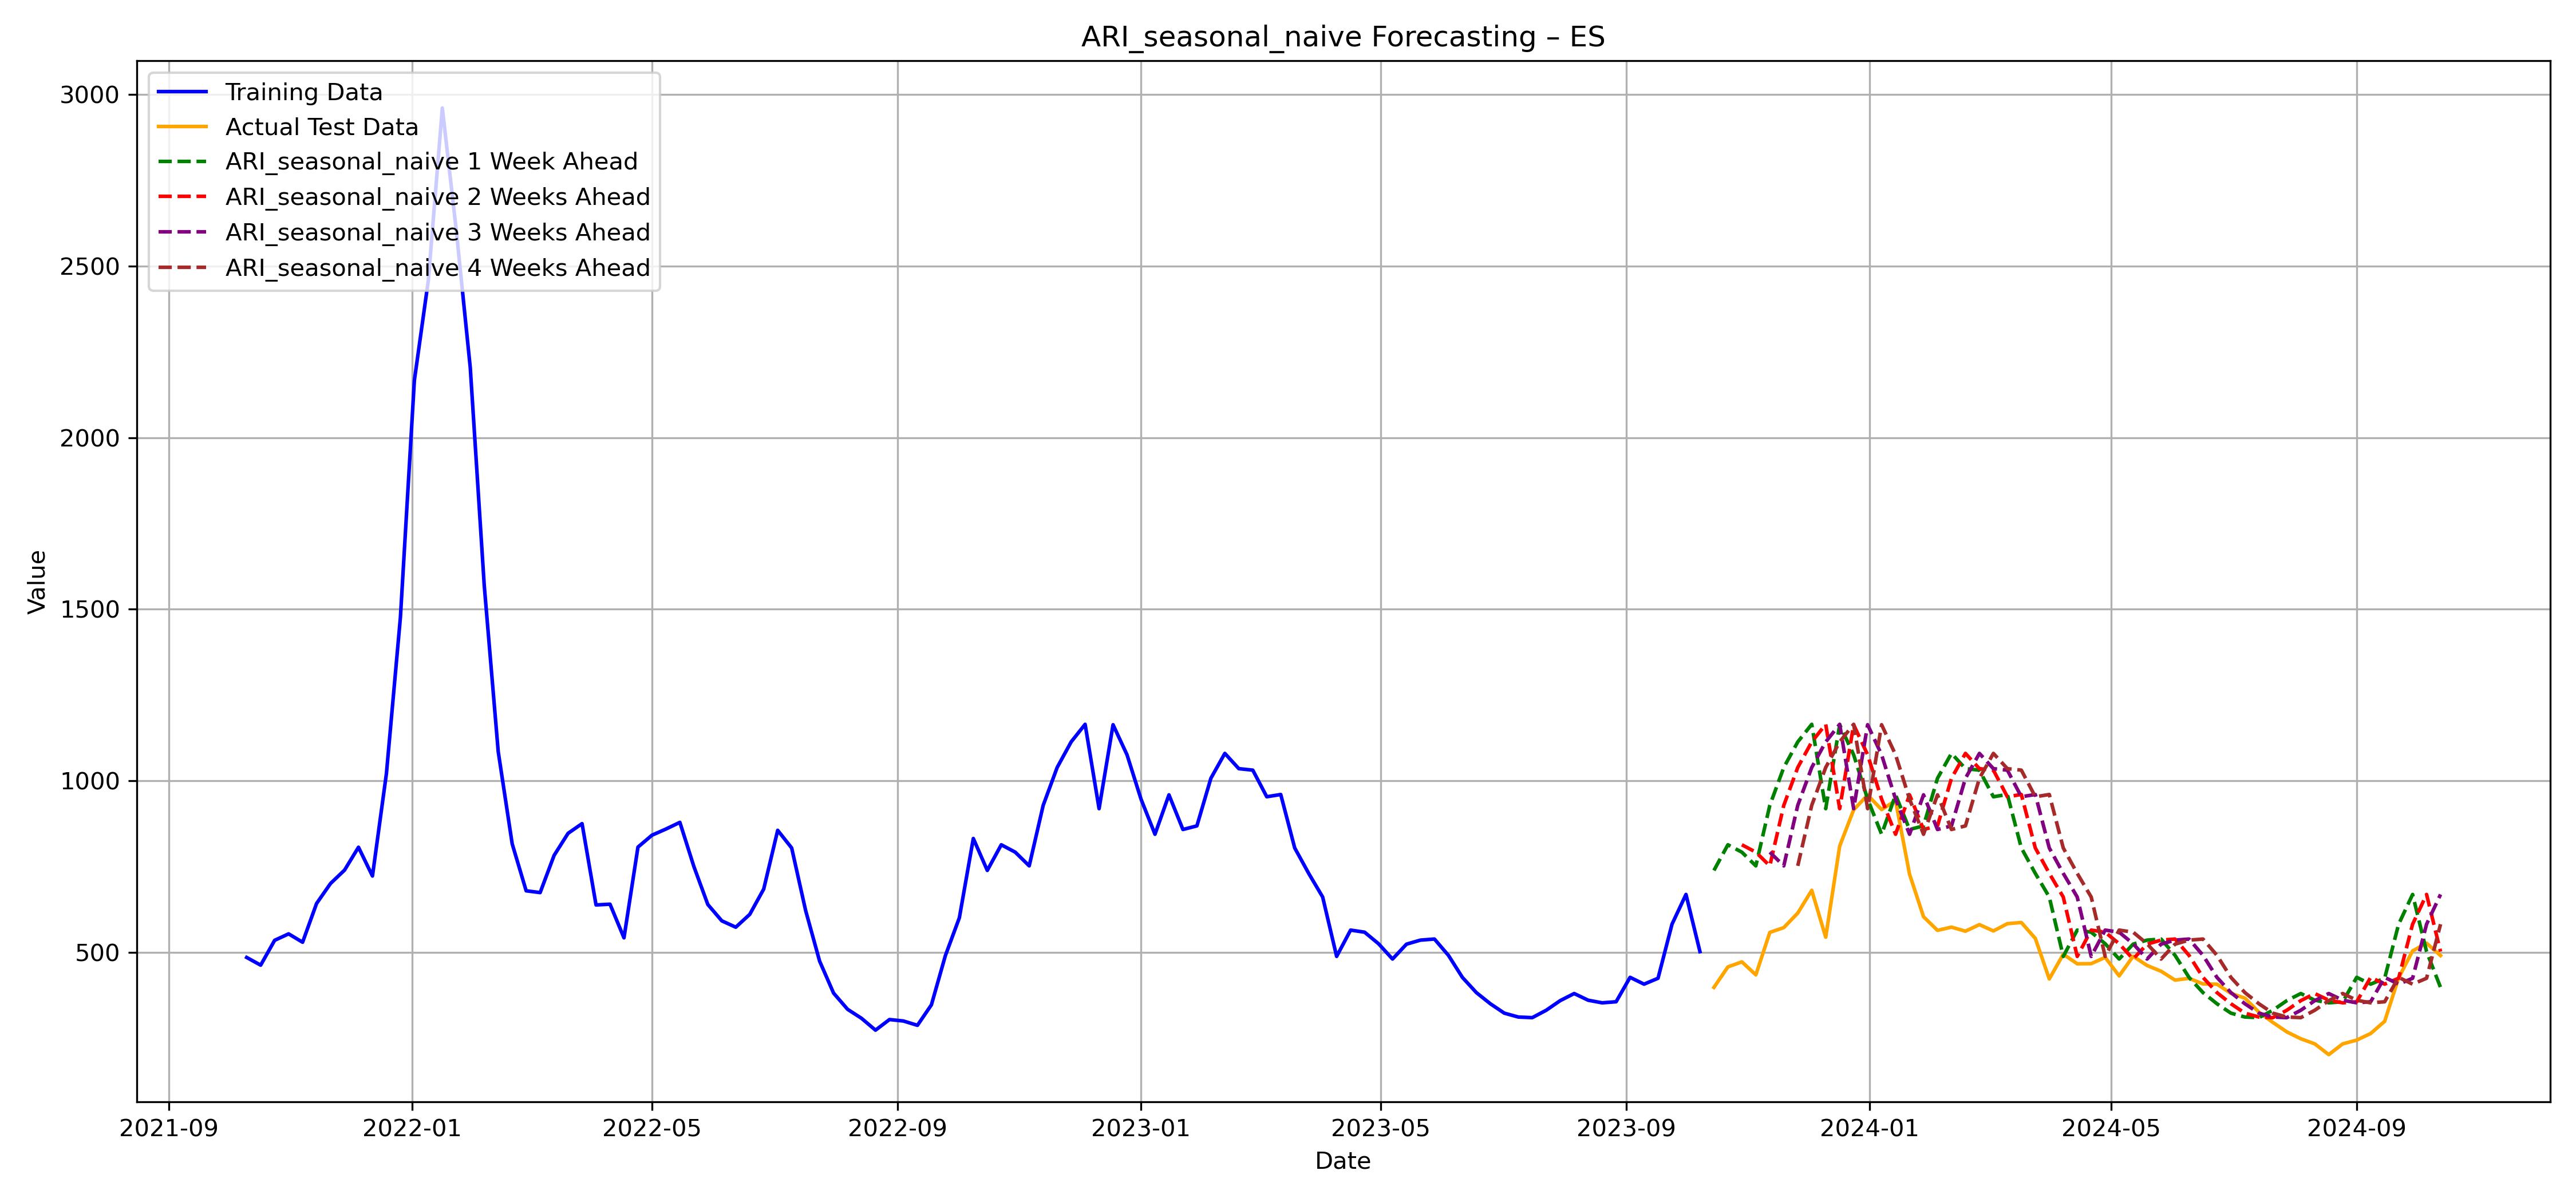 ARI_seasonal_naive Forecasting – ES
Training Data
Actual Test Data
ARI_seasonal_naive 1 Week Ahead
ARI_seasonal_naive 2 Weeks Ahead
ARI_seasonal_naive 3 Weeks Ahead
ARI_seasonal_naive 4 Weeks Ahead
3000
2500
2000
1500
1000
500
Value
2021-09 2022-01 2022-05 2022-09 2023-01 2023-05 2023-09 2024-01 2024-05 2024-09
Date